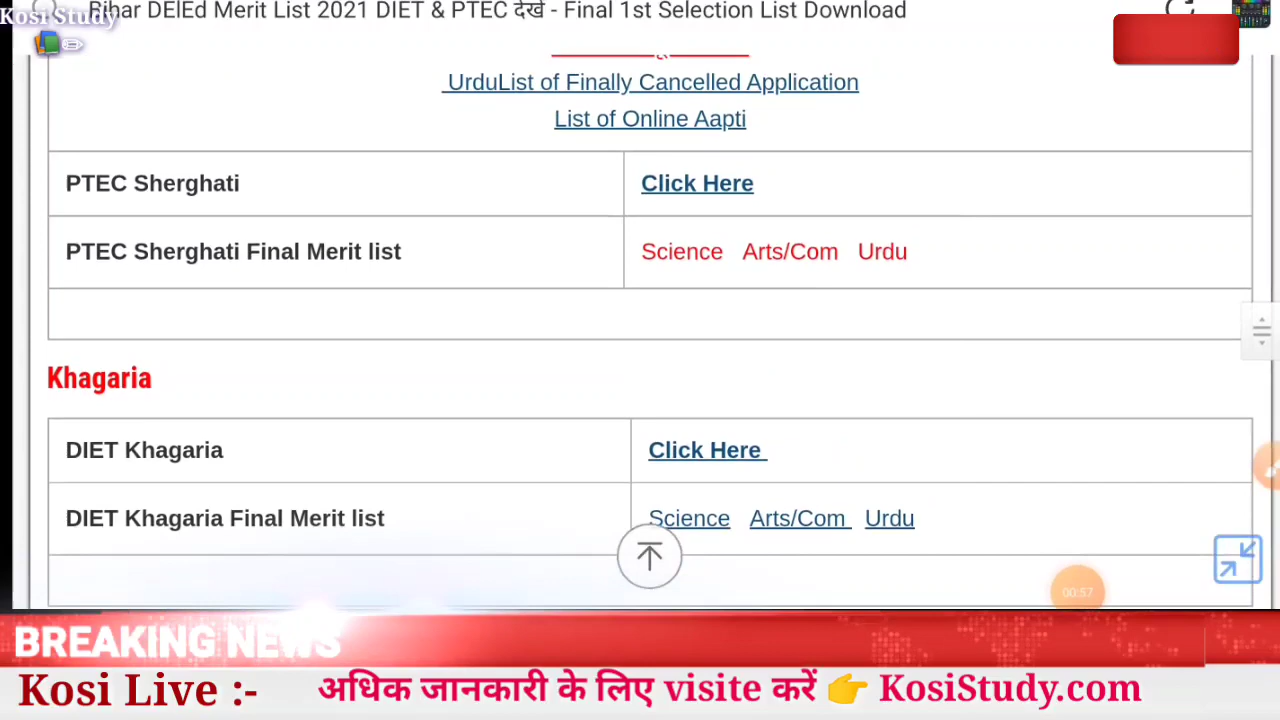 Bihar DElEd Merit List 2021 DIET & PTEC देखें - Final 1st Selection List Download
Kosi Study
UrduList of Finally Cancelled Application
List of Online Aapti
PTEC Sherghati Click Here
PTEC Sherghati Final Merit list Science Arts/Com Urdu
Khagaria
DIET Khagaria Click Here
DIET Khagaria Final Merit list Science Arts/Com Urdu
00:57
BREAKING NEWS
Kosi Live :- अधिक जानकारी के लिए visite करें 👉 KosiStudy.com